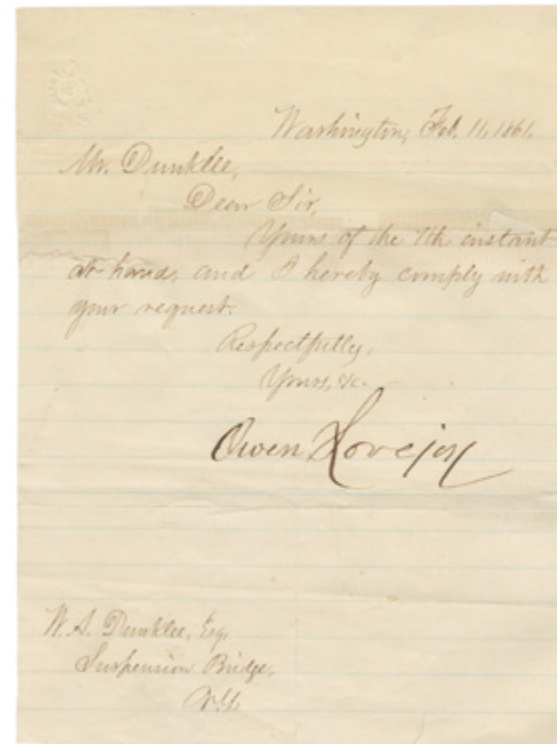 Washington, Feb. 11, 1861.
Mr. Dunklee,
Dear Sir,
Yours of the 7th instant
at hand, and I hereby comply with
your request.
Respectfully,
Yours, &c.
Owen Lovejoy
W. S. Dunklee, Esq.
Suspension Bridge,
N.Y.